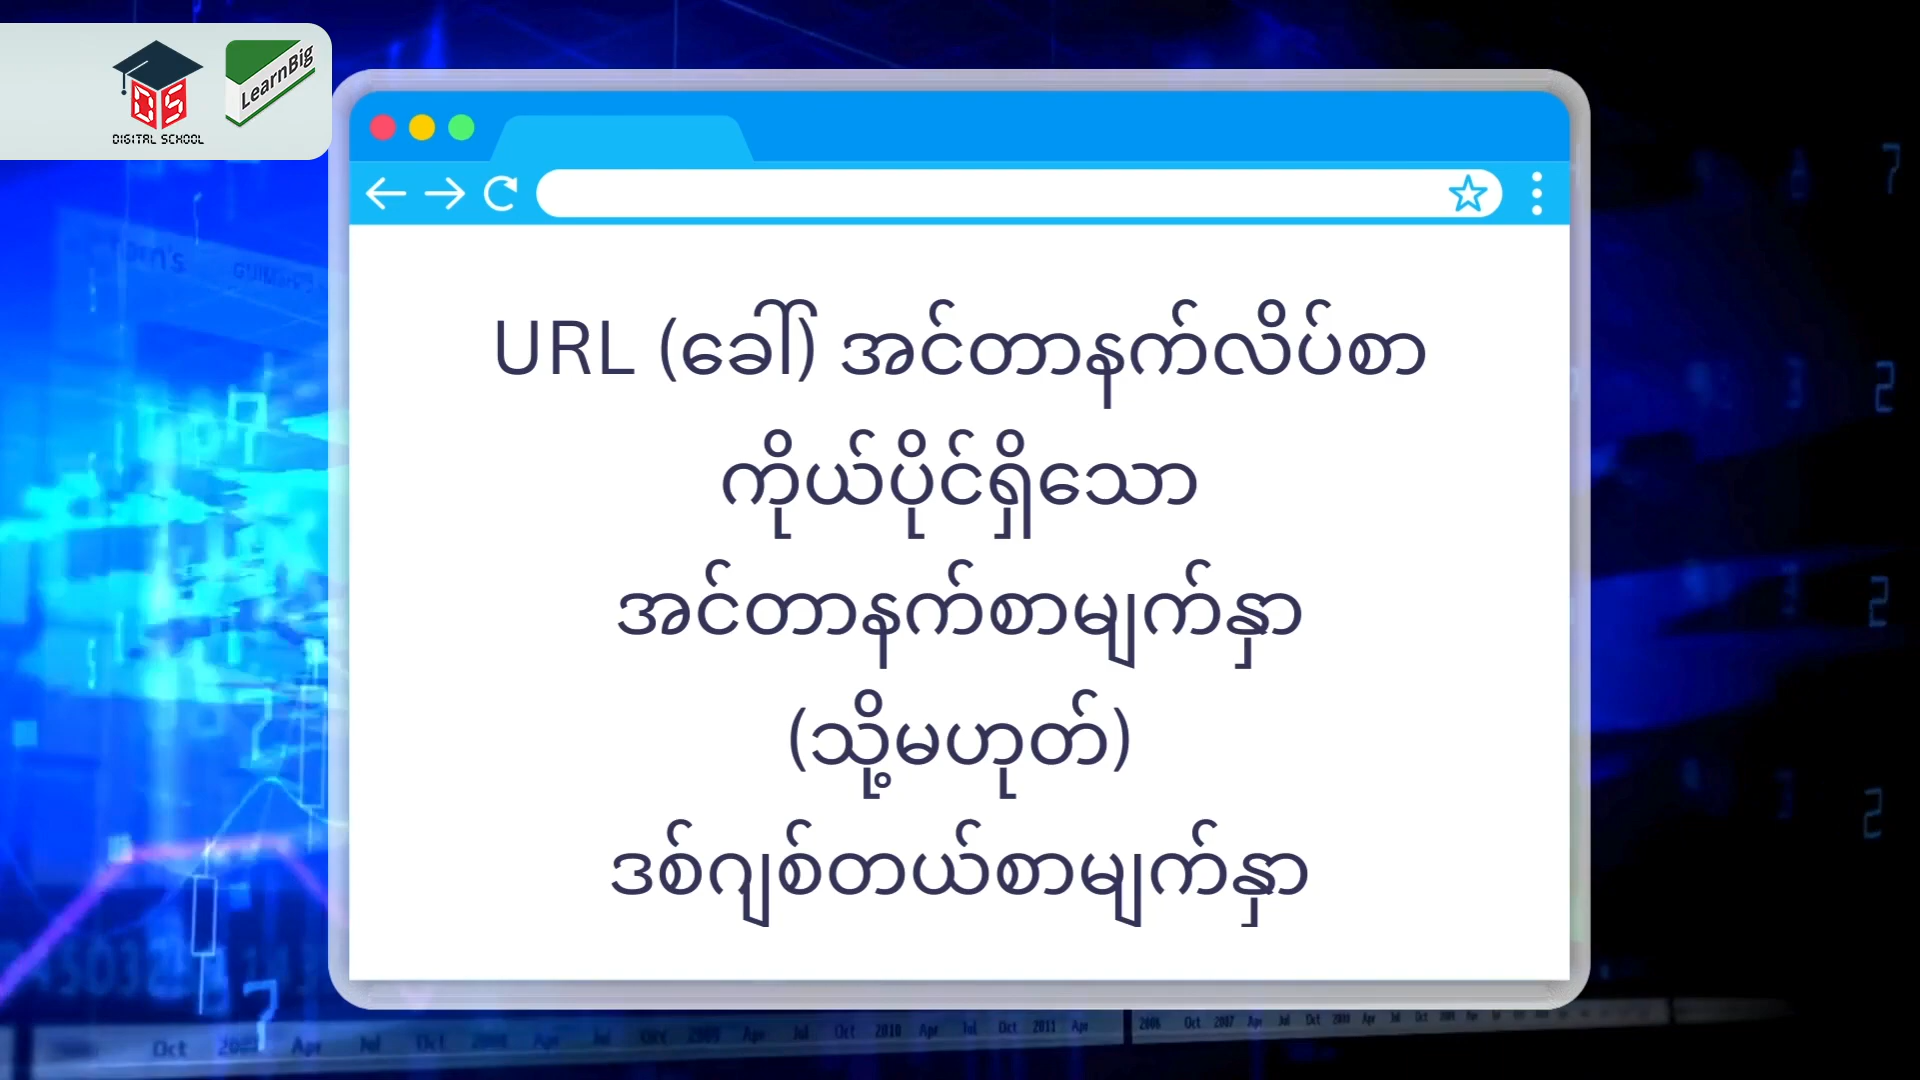 DIGITAL SCHOOL
LearnBig
URL (ခေါ်) အင်တာနက်လိပ်စာ
ကိုယ်ပိုင်ရှိသော
အင်တာနက်စာမျက်နှာ
(သို့မဟုတ်)
ဒစ်ဂျစ်တယ်စာမျက်နှာ